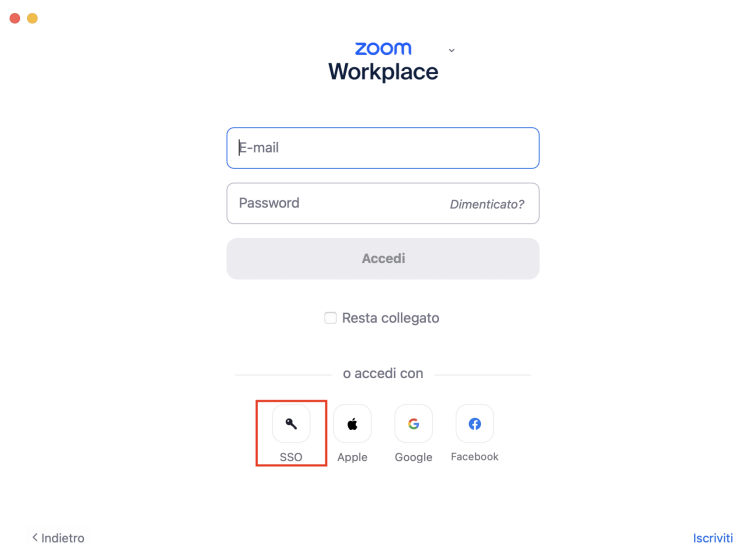 zoom
Workplace
E-mail
Password Dimenticato?
Accedi
Resta collegato
o accedi con
SSO Apple Google Facebook
Indietro Iscriviti